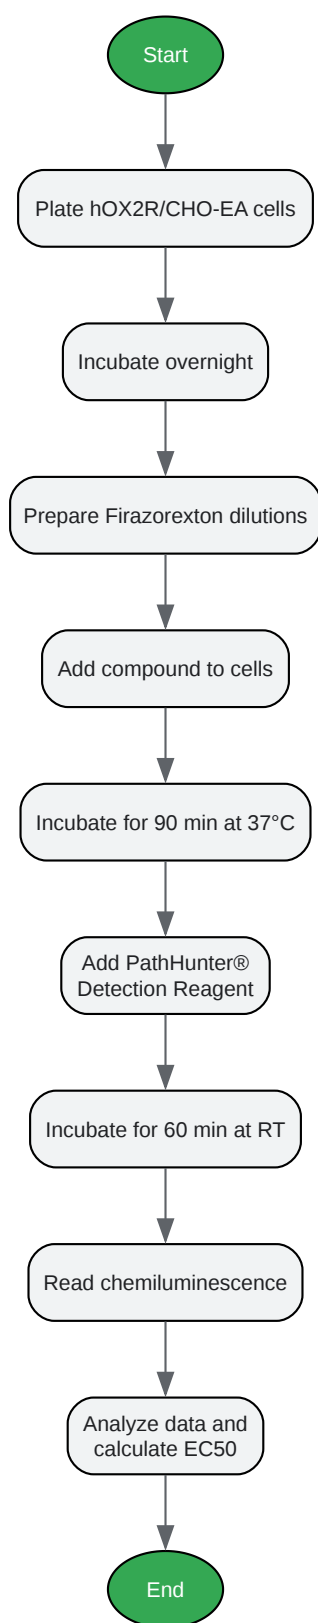 Start
Plate hOX2R/CHO-EA cells
Incubate overnight
Prepare Firazorexton dilutions
Add compound to cells
Incubate for 90 min at 37°C
Add PathHunter®
Detection Reagent
Incubate for 60 min at RT
Read chemiluminescence
Analyze data and
calculate EC50
End